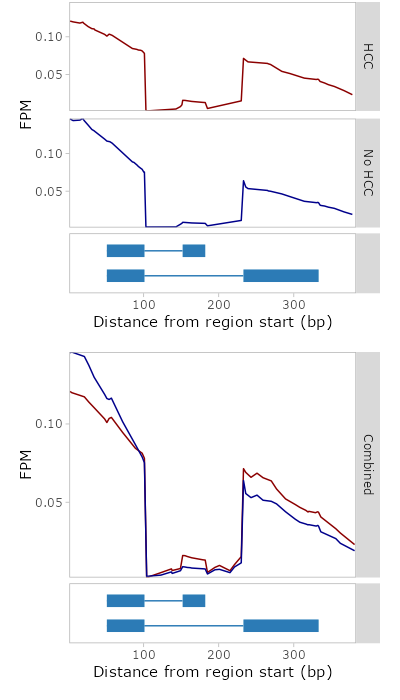 0.10
0.05
HCC
FPM
0.10
0.05
No HCC
100
200
300
Distance from region start (bp)
0.10
0.05
FPM
Combined
100
200
300
Distance from region start (bp)